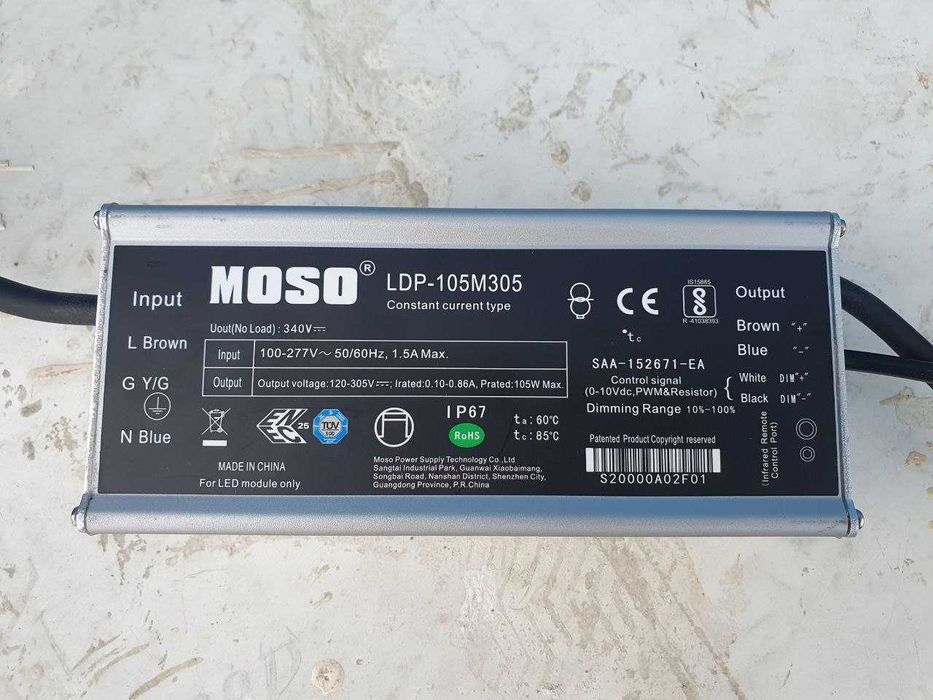 Input
L Brown
G Y/G
N Blue
MOSO®
LDP-105M305
Constant current type
Uout(No Load) : 340V⎓
Input 100-277V～ 50/60Hz, 1.5A Max.
Output Output voltage:120-305V⎓; Irated:0.10-0.86A, Prated:105W Max.
25
TÜV
IP67
RoHS
ta: 60℃
tc: 85℃
MADE IN CHINA
For LED module only
Moso Power Supply Technology Co.,Ltd
Sangtai Industrial Park, Guanwai Xiaobaimang,
Songbai Road, Nanshan District, Shenzhen City,
Guangdong Province, P.R.China
CE
IS15885
R-41038393
°tc
SAA-152671-EA
Control signal
(0-10Vdc,PWM&Resistor)
Dimming Range 10%-100%
Patented Product Copyright reserved
S20000A02F01
Output
Brown "+"
Blue "-"
White DIM"+"
Black DIM"-"
(Infrared Remote
Control Port)